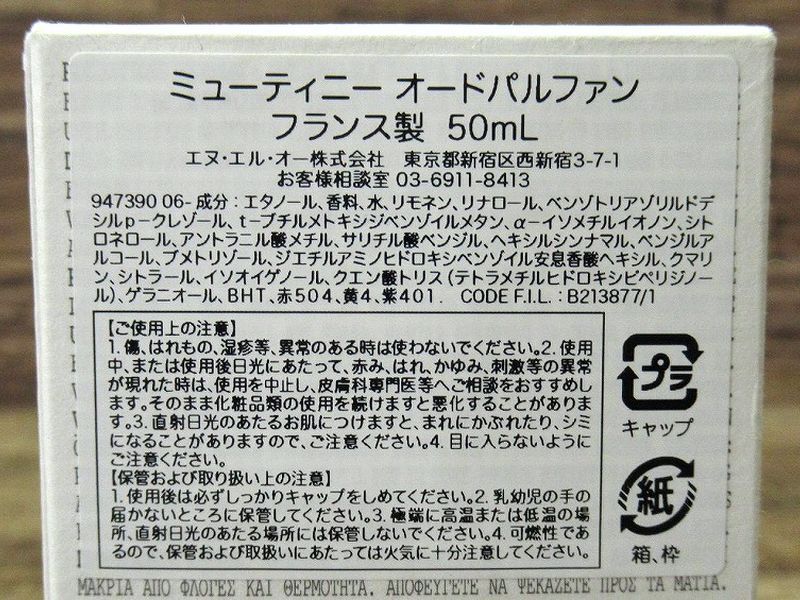 ミューティニー オードパルファン
フランス製 50mL
エヌ・エル・オー株式会社 東京都新宿区西新宿3-7-1
お客様相談室 03-6911-8413
947390 06- 成分：エタノール、香料、水、リモネン、リナロール、ベンゾトリアゾリルドデ
シルp-クレゾール、t-ブチルメトキシジベンゾイルメタン、α-イソメチルイオノン、シト
ロネロール、アントラニル酸メチル、サリチル酸ベンジル、ヘキシルシンナマル、ベンジルア
ルコール、ブメトリゾール、ジエチルアミノヒドロキシベンゾイル安息香酸ヘキシル、クマリ
ン、シトラール、イソオイゲノール、クエン酸トリス(テトラメチルヒドロキシピペリジノー
ル)、ゲラニオール、BHT、赤504、黄4、紫401. CODE F.I.L. : B213877/1
【ご使用上の注意】
1. 傷、はれもの、湿疹等、異常のある時は使わないでください。2. 使用
中、または使用後日光にあたって、赤み、はれ、かゆみ、刺激等の異常
が現れた時は、使用を中止し、皮膚科専門医等へご相談をおすすめし
ます。そのまま化粧品類の使用を続けますと悪化することがありま
す。3. 直射日光のあたるお肌につけますと、まれにかぶれたり、シミ
になることがありますので、ご注意ください。4. 目に入らないように
ご注意ください。
【保管および取り扱い上の注意】
1. 使用後は必ずしっかりキャップをしめてください。2. 乳幼児の手の
届かないところに保管してください。3. 極端に高温または低温の場
所、直射日光のあたる場所には保管しないでください。4. 可燃性であ
るので、保管および取扱いにあたっては火気に十分注意してください。
プラ
キャップ
紙
箱、枠
ΜΑΚΡΙΑ ΑΠΟ ΦΛΟΓΕΣ ΚΑΙ ΘΕΡΜΟΤΗΤΑ. ΑΠΟΦΕΥΓΕΤΕ ΝΑ ΨΕΚΑΖΕΤΕ ΠΡΟΣ ΤΑ ΜΑΤΙΑ.